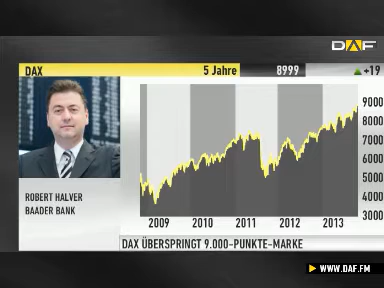 DAF
DAX 5 Jahre 8999 +19
9000
8000
7000
6000
5000
4000
3000
2009 2010 2011 2012 2013
ROBERT HALVER
BAADER BANK
DAX ÜBERSPRINGT 9.000-PUNKTE-MARKE
WWW.DAF.FM